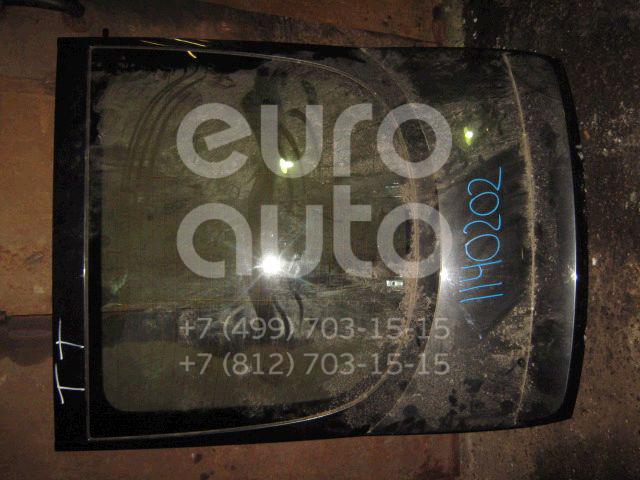 euro
auto
+7 (499) 703-15-15
+7 (812) 703-15-15
1140202
TT